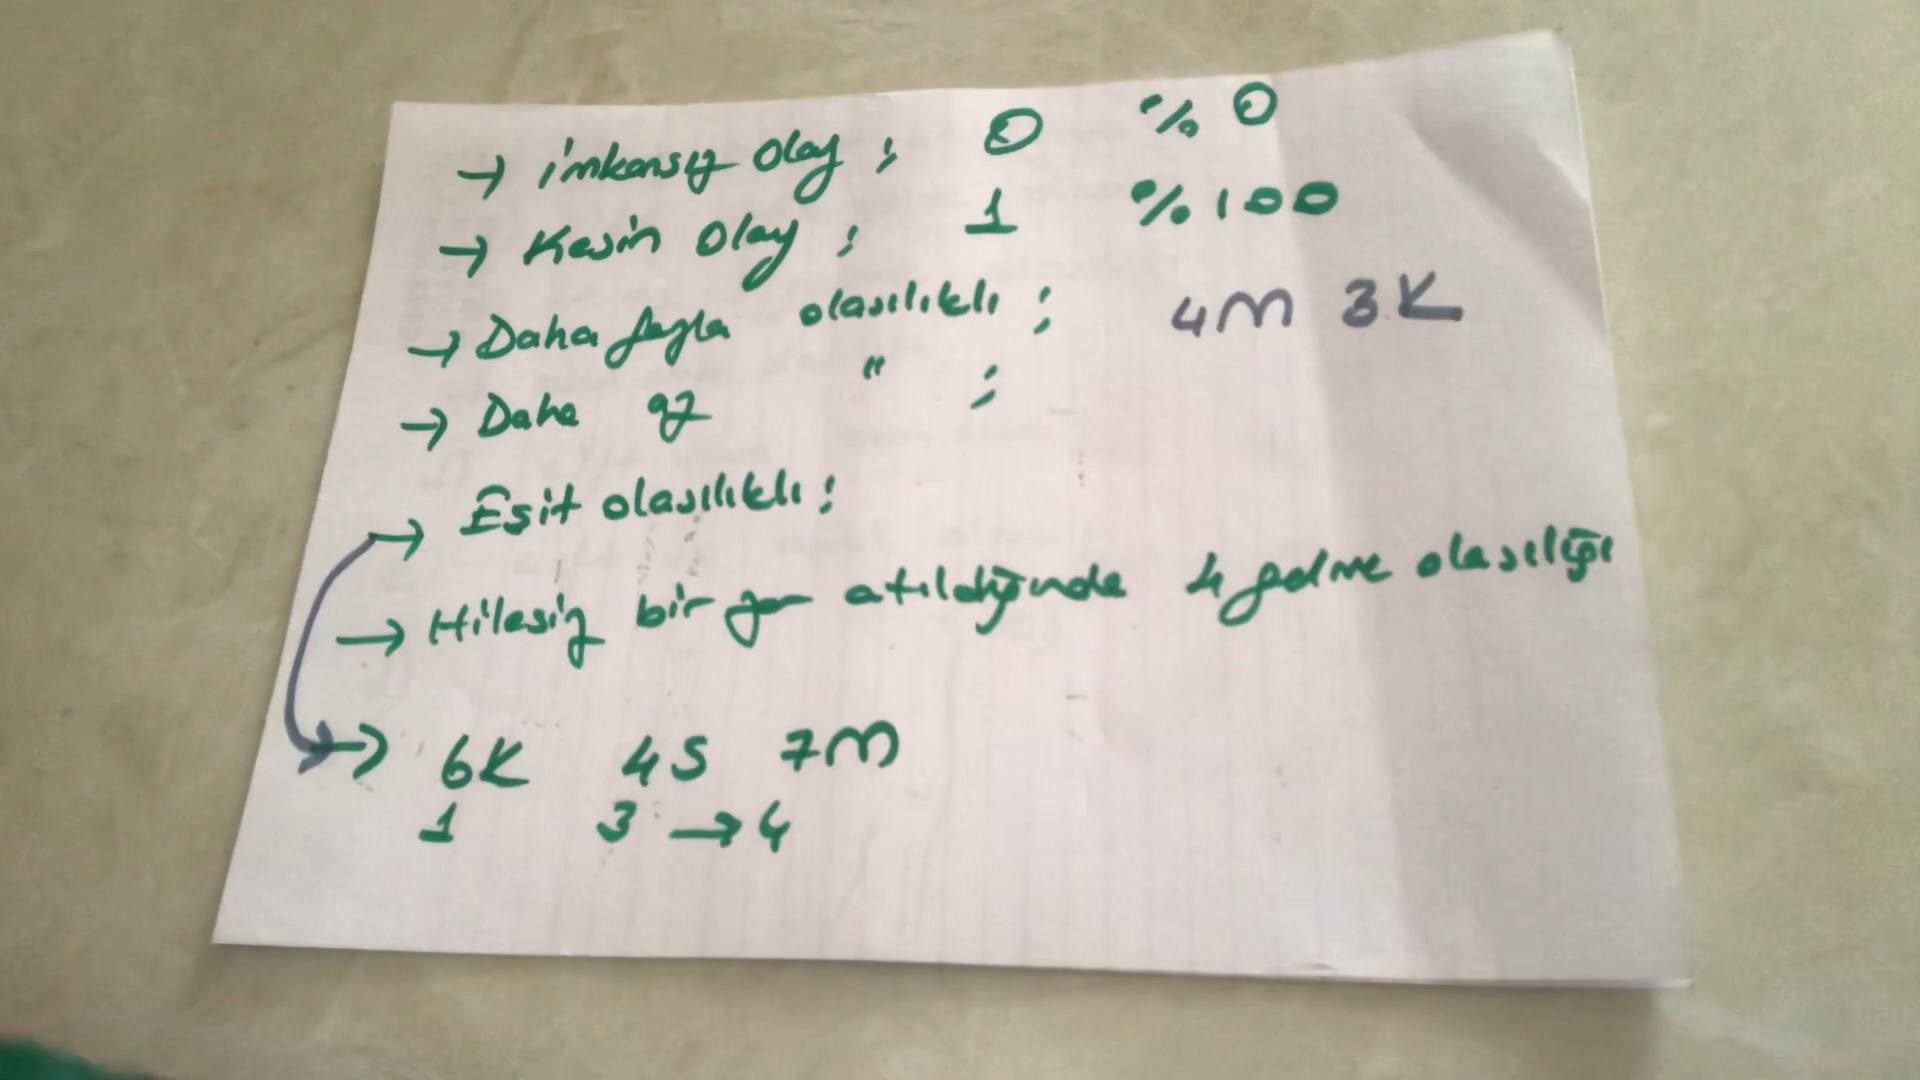 → imkansız olay ; 0 % 0
→ Kesin olay ; 1 % 100
→ Daha fazla olasılıklı ; 4M 3K
→ Daha az " ;
→ Eşit olasılıklı ;
→ Hilesiz bir zar atıldığında 4 gelme olasılığı
→ 6K 4S 7M
1 3 → 4